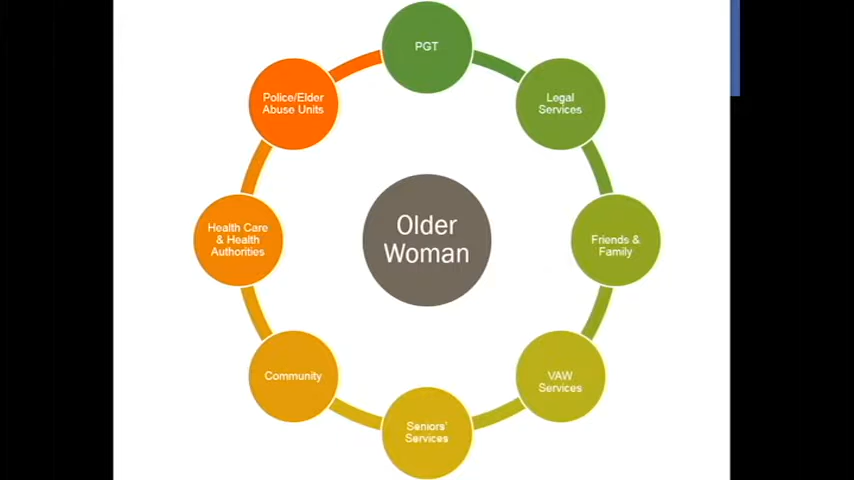 PGT
Legal
Services
Friends &
Family
VAW
Services
Seniors'
Services
Community
Health Care
& Health
Authorities
Police/Elder
Abuse Units
Older
Woman